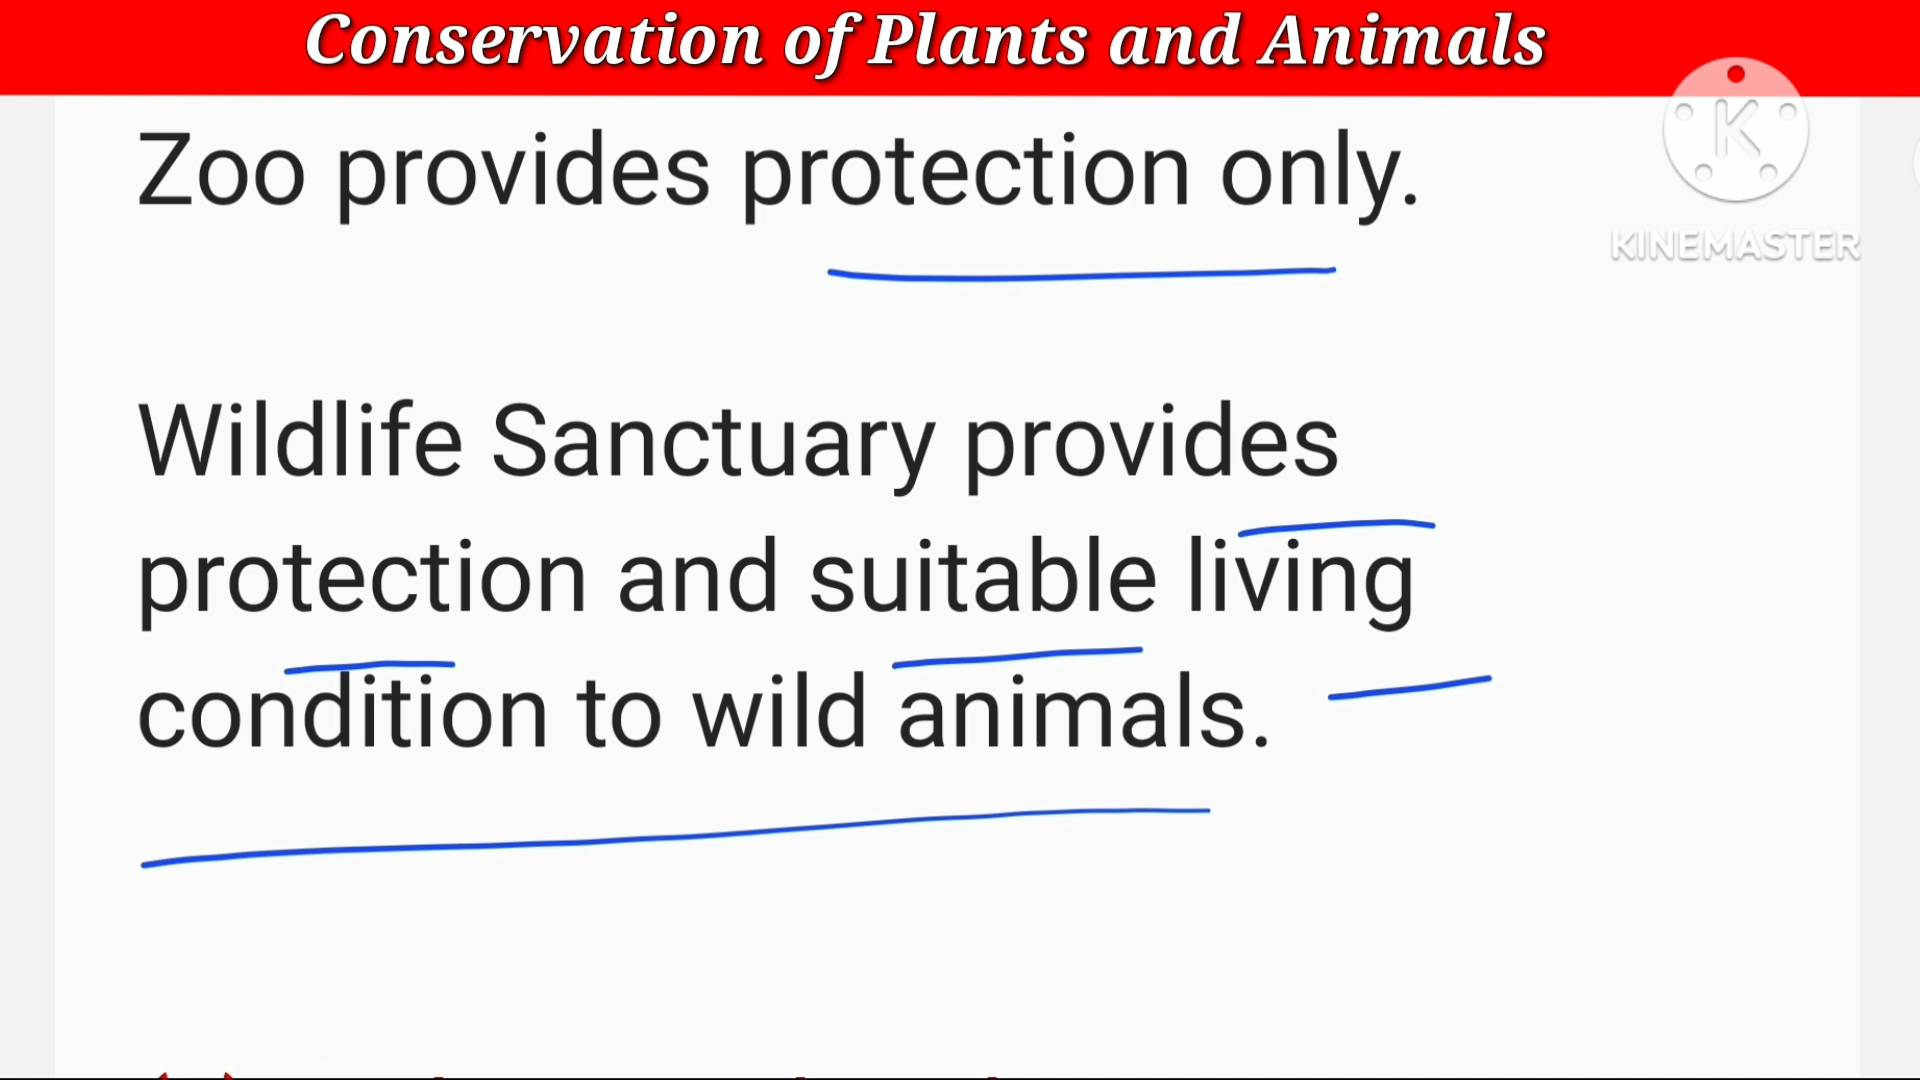 Conservation of Plants and Animals
Zoo provides protection only.
K
KINEMASTER
Wildlife Sanctuary provides
protection and suitable living
condition to wild animals.